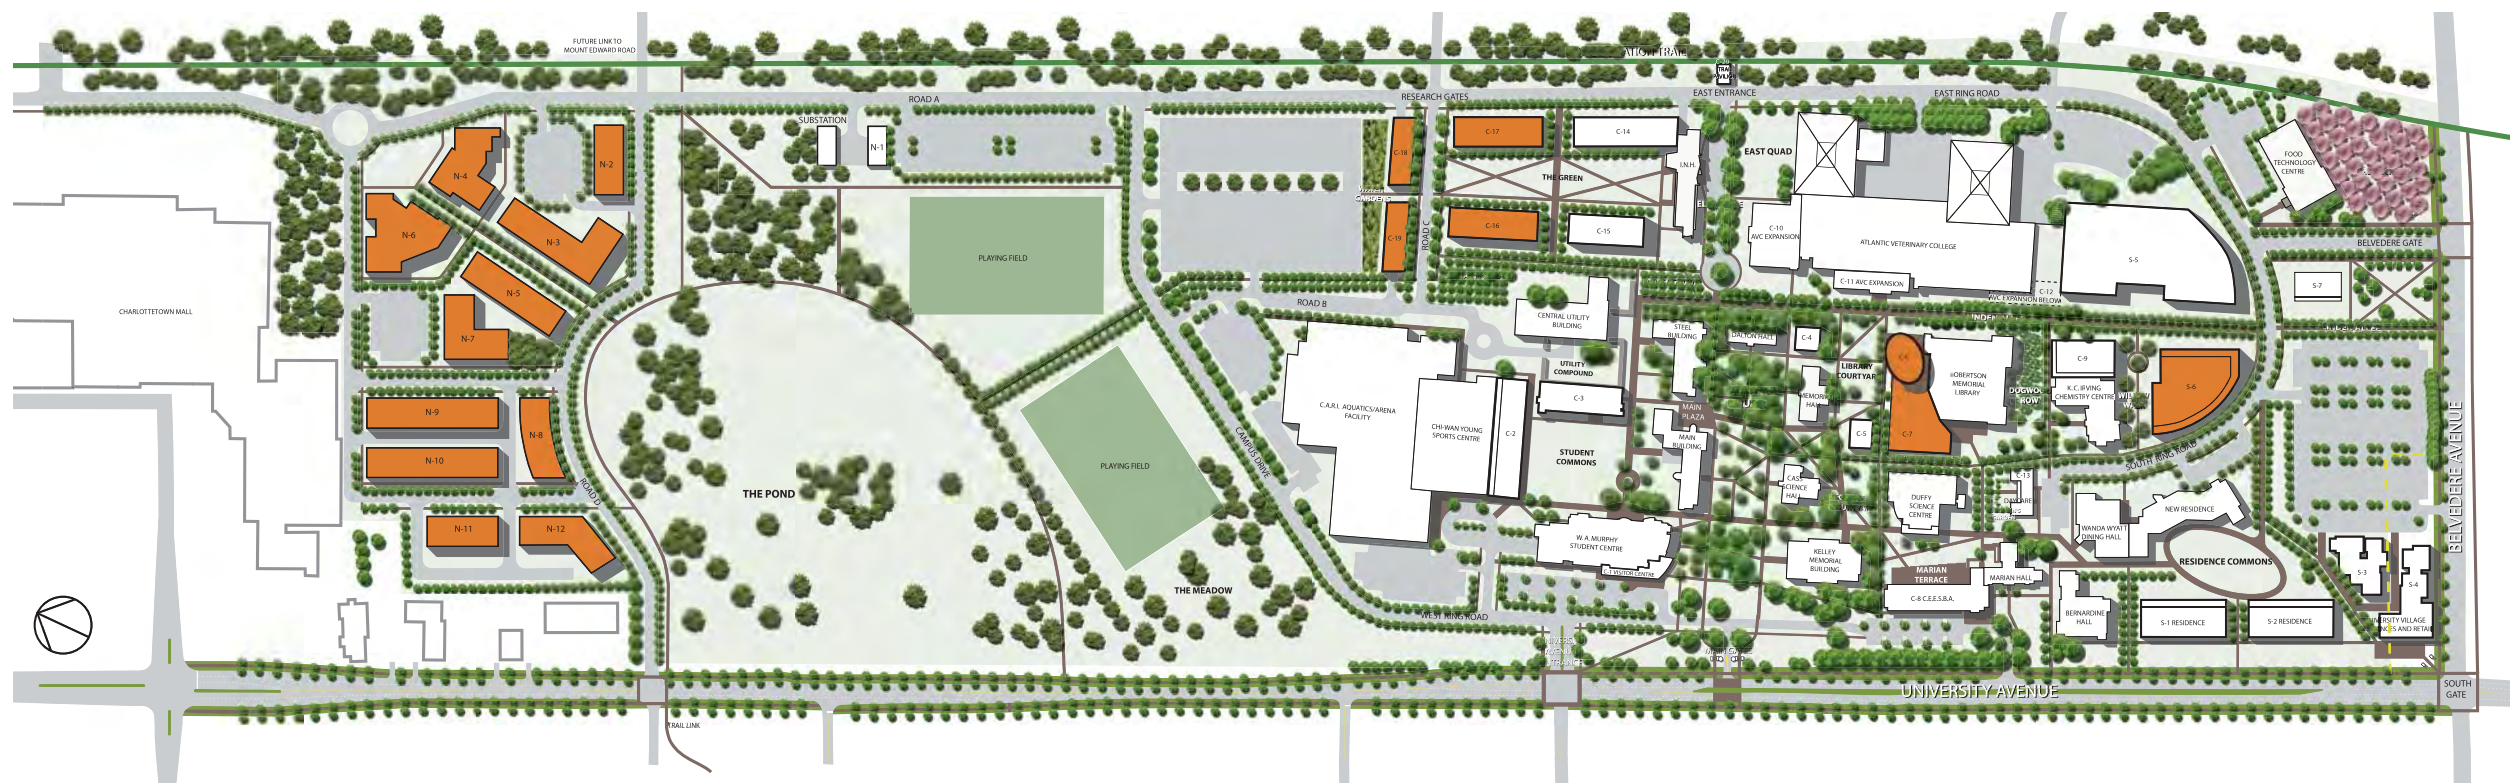 FUTURE LINK TO
MOUNT EDWARD ROAD
ROAD A
RESEARCH GATES
EAST ENTRANCE
EAST RING ROAD
SUBSTATION
N-1
N-2
N-4
N-6
N-3
N-5
N-7
CHARLOTTETOWN MALL
N-9
N-10
N-8
N-11
N-12
ROAD D
THE POND
PLAYING FIELD
PLAYING FIELD
THE MEADOW
TRAIL LINK
C-18
C-17
C-14
I.N.H.
THE GREEN
GARDENS
C-19
C-16
C-15
ROAD C
ROAD B
EAST QUAD
C-10
AVC EXPANSION
ATLANTIC VETERINARY COLLEGE
C-11 AVC EXPANSION
C-12
AVC EXPANSION BELOW
S-5
FOOD
TECHNOLOGY
CENTRE
BELVEDERE GATE
S-7
CENTRAL UTILITY
BUILDING
STEEL
BUILDING
DALTON HALL
C-4
UTILITY
COMPOUND
C-3
LIBRARY
ROBERTSON
MEMORIAL
LIBRARY
C-9
K.C. IRVING
CHEMISTRY CENTRE
S-6
C.A.R.I. AQUATICS/ARENA
FACILITY
CHI-WAN YOUNG
SPORTS CENTRE
C-2
CAMPUS DRIVE
MAIN
PLAZA
MAIN
BUILDING
C-5
C-7
STUDENT
COMMONS
SOUTH RING ROAD
C-13
SCIENCE
HALL
DUFFY
SCIENCE
CENTRE
NEW RESIDENCE
WANDA WYATT
DINING HALL
W. A. MURPHY
STUDENT CENTRE
C-1 VISITOR CENTRE
KELLEY
MEMORIAL
BUILDING
MARIAN
TERRACE
MARIAN HALL
C-8 C.E.E.S.B.A.
RESIDENCE COMMONS
S-3
S-4
BERNARDINE
HALL
S-1 RESIDENCE
S-2 RESIDENCE
WEST RING ROAD
MAIN GATES
UNIVERSITY AVENUE
BELVEDERE AVENUE
SOUTH
GATE